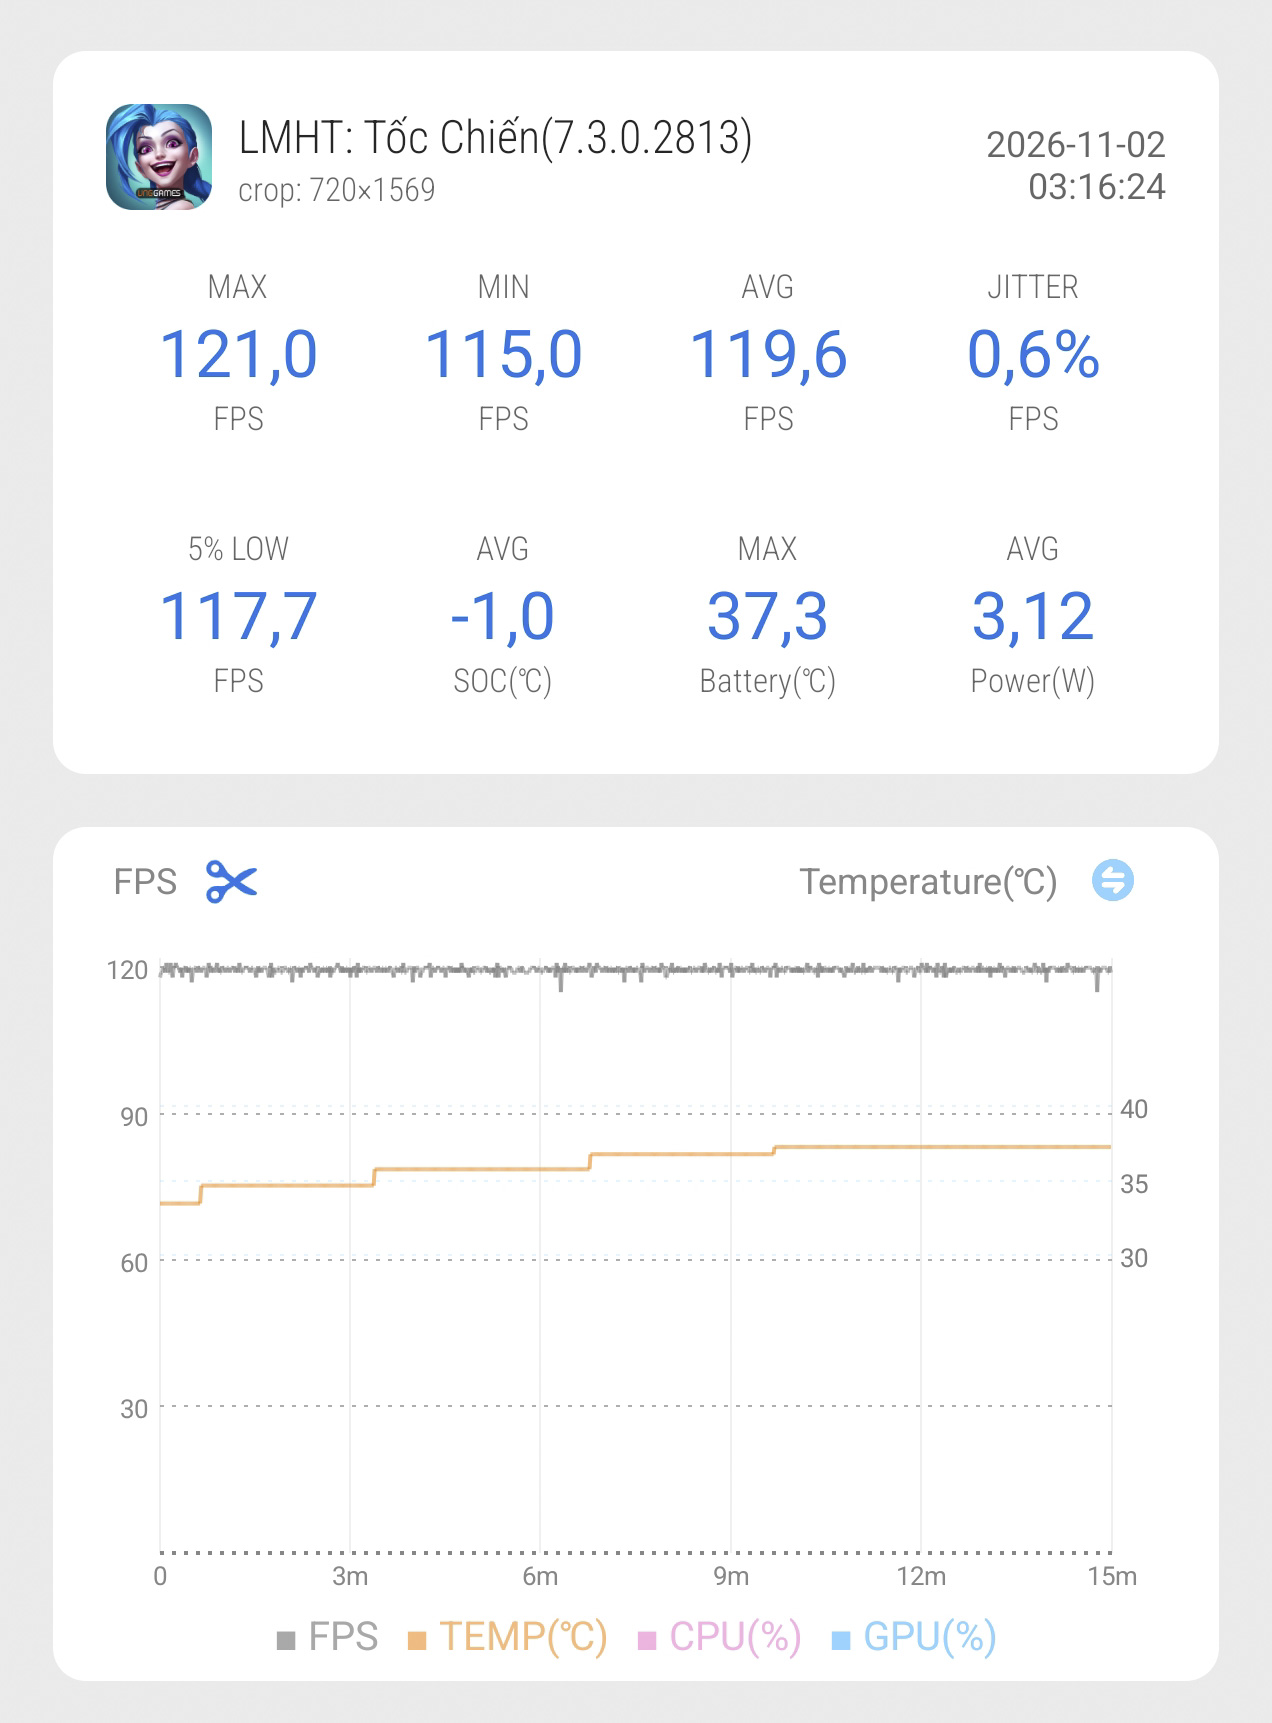 LMHT: Tốc Chiến(7.3.0.2813)
crop: 720×1569
2026-11-02
03:16:24
UNGGAMES
MAX MIN AVG JITTER
121,0 115,0 119,6 0,6%
FPS FPS FPS FPS
5% LOW AVG MAX AVG
117,7 -1,0 37,3 3,12
FPS SOC(℃) Battery(℃) Power(W)
FPS Temperature(℃)
120
90 40
35
60 30
30
0 3m 6m 9m 12m 15m
FPS TEMP(℃) CPU(%) GPU(%)